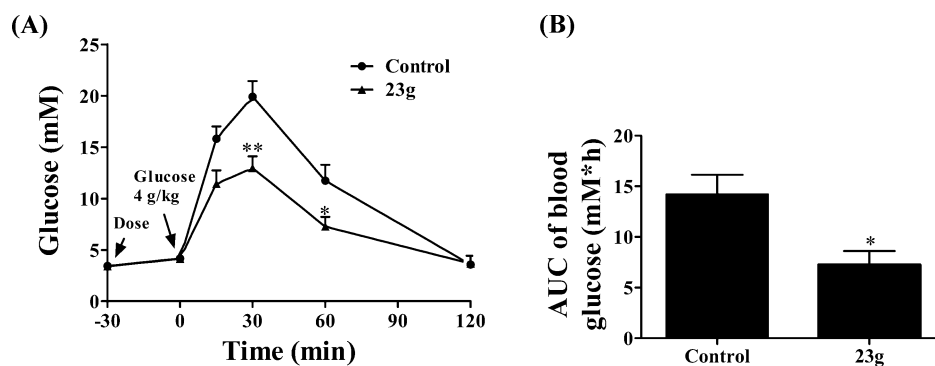 (A)
25
20
15
10
5
0
Glucose (mM)
Control
23g
**
*
Glucose
4 g/kg
Dose
-30 0 30 60 90 120
Time (min)
(B)
20
15
10
5
0
AUC of blood
glucose (mM*h)
*
Control 23g